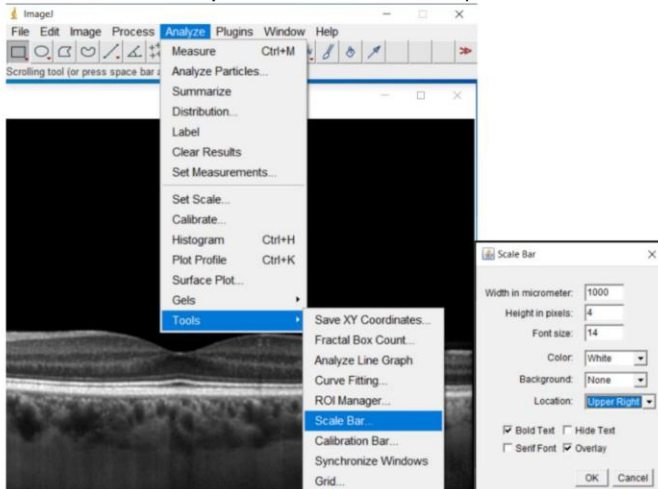 ImageJ
File Edit Image Process Analyze Plugins Window Help
Scrolling tool (or press space bar
Measure Ctrl+M
Analyze Particles...
Summarize
Distribution...
Label
Clear Results
Set Measurements...
Set Scale...
Calibrate...
Histogram Ctrl+H
Plot Profile Ctrl+K
Surface Plot...
Gels
Tools
Save XY Coordinates...
Fractal Box Count...
Analyze Line Graph
Curve Fitting...
ROI Manager...
Scale Bar...
Calibration Bar...
Synchronize Windows
Grid...
Scale Bar
Width in micrometer: 1000
Height in pixels: 4
Font size: 14
Color: White
Background: None
Location: Upper Right
Bold Text Hide Text
Serif Font Overlay
OK Cancel